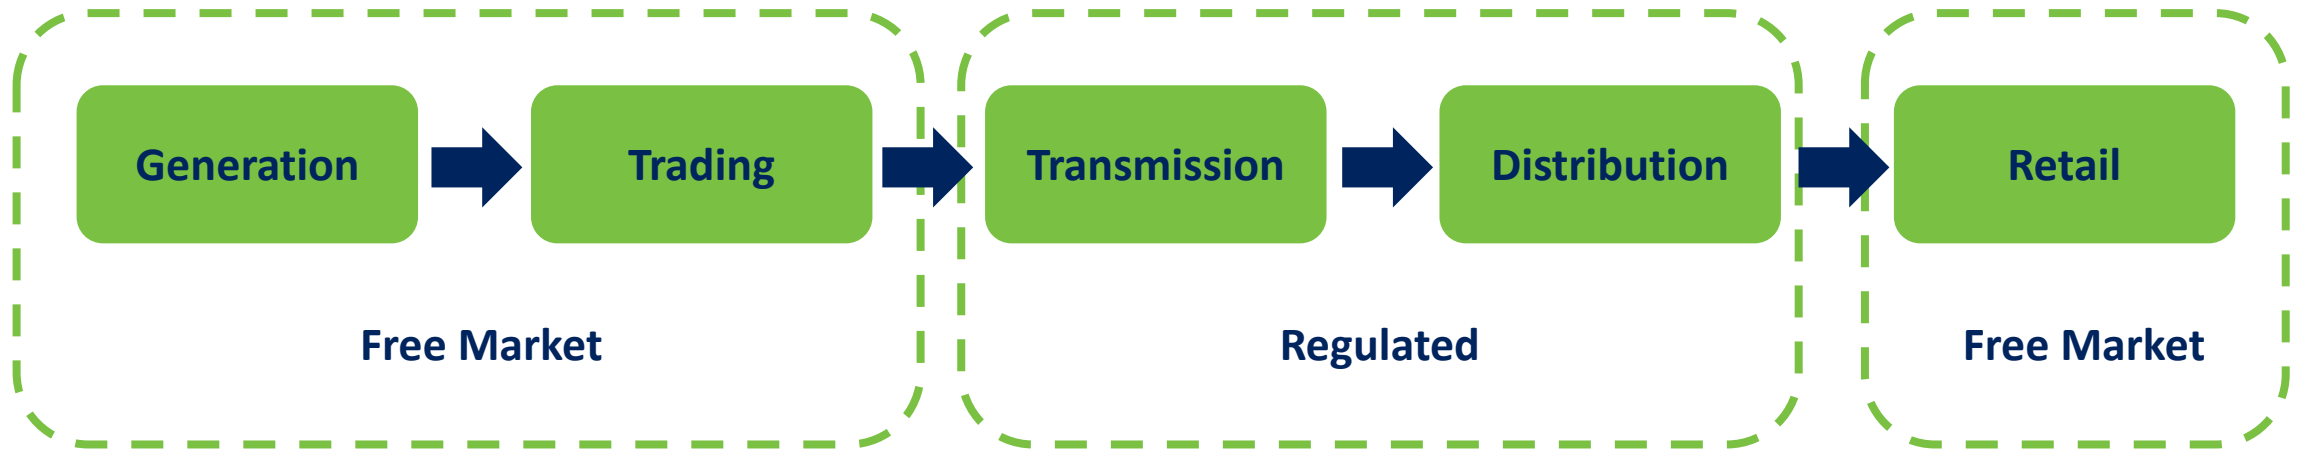 Generation
Trading
Transmission
Distribution
Retail
Free Market
Regulated
Free Market